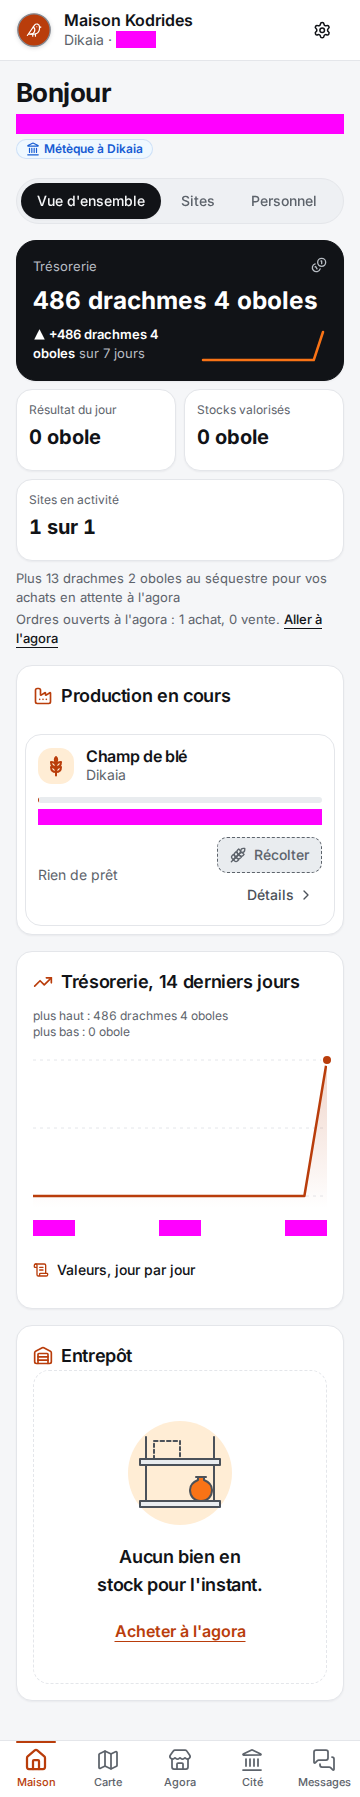 Maison Kodrides
Dikaia ·
Bonjour
Métèque à Dikaia
Vue d'ensemble
Sites
Personnel
Trésorerie
486 drachmes 4 oboles
▲ +486 drachmes 4
oboles sur 7 jours
Résultat du jour
0 obole
Stocks valorisés
0 obole
Sites en activité
1 sur 1
Plus 13 drachmes 2 oboles au séquestre pour vos
achats en attente à l'agora
Ordres ouverts à l'agora : 1 achat, 0 vente. Aller à
l'agora
Production en cours
Champ de blé
Dikaia
Récolter
Rien de prêt
Détails
Trésorerie, 14 derniers jours
plus haut : 486 drachmes 4 oboles
plus bas : 0 obole
Valeurs, jour par jour
Entrepôt
Aucun bien en
stock pour l'instant.
Acheter à l'agora
Maison
Carte
Agora
Cité
Messages